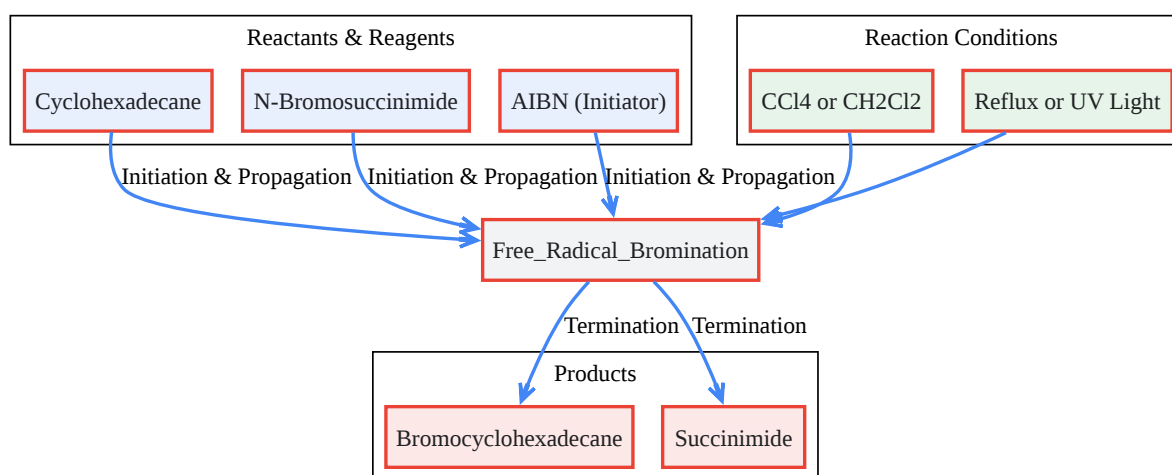 Reactants & Reagents
Reaction Conditions
Cyclohexadecane
N-Bromosuccinimide
AIBN (Initiator)
CCl4 or CH2Cl2
Reflux or UV Light
Initiation & Propagation
Initiation & Propagation
Initiation & Propagation
Free_Radical_Bromination
Termination
Termination
Products
Bromocyclohexadecane
Succinimide